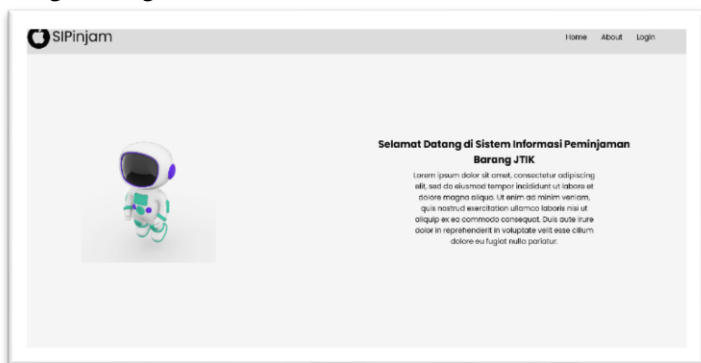 SIPinjam
Home About Login
Selamat Datang di Sistem Informasi Peminjaman
Barang JTIK
Lorem ipsum dolor sit amet, consectetur adipiscing
elit, sed do eiusmod tempor incididunt ut labore et
dolore magna aliqua. Ut enim ad minim veniam,
quis nostrud exercitation ullamco laboris nisi ut
aliquip ex ea commodo consequat. Duis aute irure
dolor in reprehenderit in voluptate velit esse cillum
dolore eu fugiat nulla pariatur.